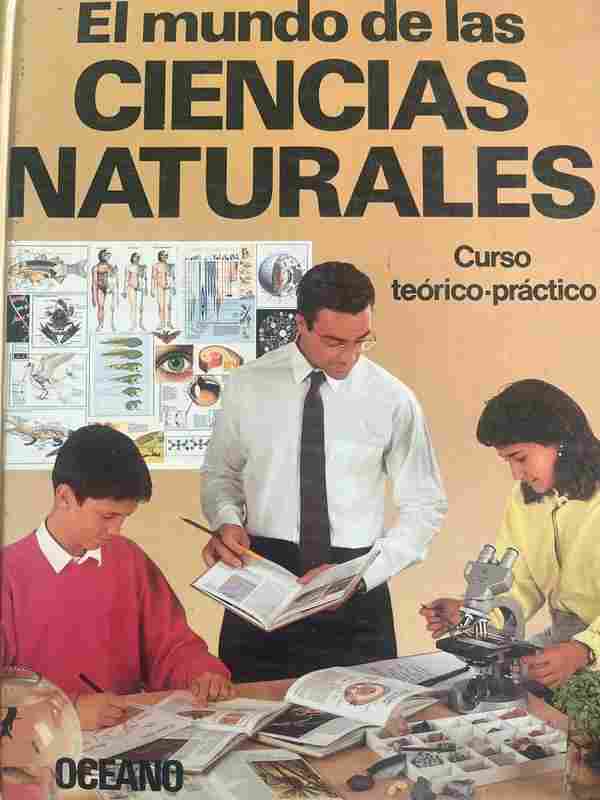 El mundo de las
CIENCIAS
NATURALES
Curso
teórico-práctico
OCEANO